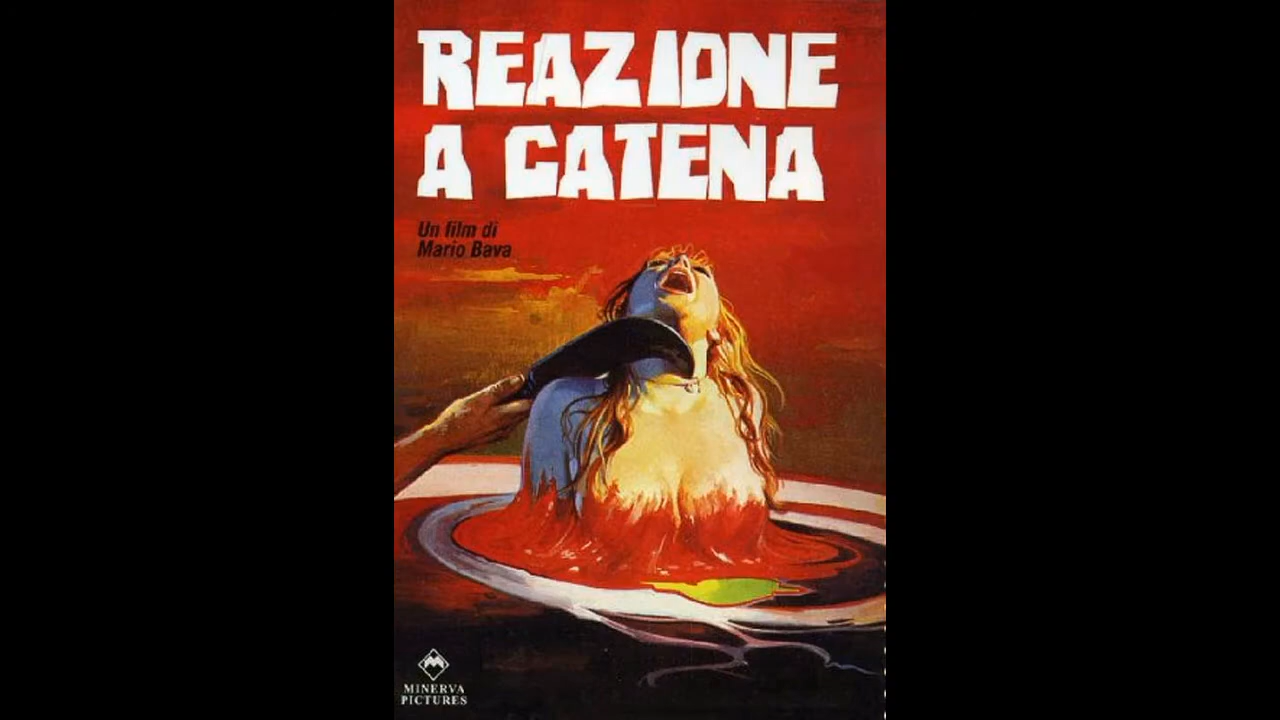 REAZIONE
A CATENA
Un film di
Mario Bava
MINERVA
PICTURES